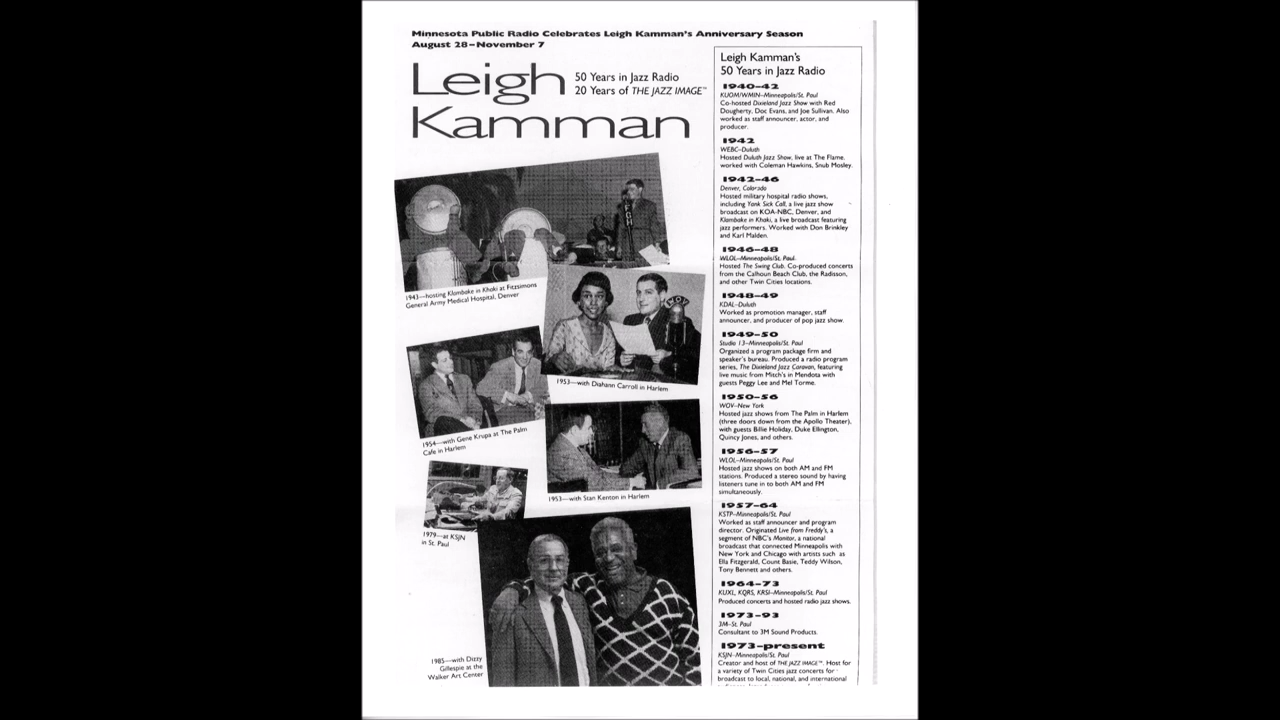 Minnesota Public Radio Celebrates Leigh Kamman's Anniversary Season
August 28–November 7
Leigh
Kamman
50 Years in Jazz Radio
20 Years of THE JAZZ IMAGE™
FGH
1943—hosting Klambake in Khaki at Fitzsimons
General Army Medical Hospital, Denver
WOV
1953—with Diahann Carroll in Harlem
1954—with Gene Krupa at The Palm
Cafe in Harlem
1953—with Stan Kenton in Harlem
1979—at KSJN
in St. Paul
1985—with Dizzy
Gillespie at the
Walker Art Center
Leigh Kamman's
50 Years in Jazz Radio
1940–42
KUOM/WMIN–Minneapolis/St. Paul
Co-hosted Dixieland Jazz Show with Red
Dougherty, Doc Evans, and Joe Sullivan. Also
worked as staff announcer, actor, and
producer.
1942
WEBC–Duluth
Hosted Duluth Jazz Show, live at The Flame,
worked with Coleman Hawkins, Snub Mosley.
1942–46
Denver, Colorado
Hosted military hospital radio shows,
including Yank Sick Call, a live jazz show
broadcast on KOA-NBC, Denver, and
Klambake in Khaki, a live broadcast featuring
jazz performers. Worked with Don Brinkley
and Karl Malden.
1946–48
WLOL–Minneapolis/St. Paul
Hosted The Swing Club. Co-produced concerts
from the Calhoun Beach Club, the Radisson,
and other Twin Cities locations.
1948–49
KDAL–Duluth
Worked as promotion manager, staff
announcer, and producer of pop jazz show.
1949–50
Studio 13–Minneapolis/St. Paul
Organized a program package firm and
speaker's bureau. Produced a radio program
series, The Dixieland Jazz Caravan, featuring
live music from Mitch's in Mendota with
guests Peggy Lee and Mel Torme.
1950–56
WOV–New York
Hosted jazz shows from The Palm in Harlem
(three doors down from the Apollo Theater),
with guests Billie Holiday, Duke Ellington,
Quincy Jones, and others.
1956–57
WLOL–Minneapolis/St. Paul
Hosted jazz shows on both AM and FM
stations. Produced a stereo sound by having
listeners tune in to both AM and FM
simultaneously.
1957–64
KSTP–Minneapolis/St. Paul
Worked as staff announcer and program
director. Originated Live from Freddy's, a
segment of NBC's Monitor, a national
broadcast that connected Minneapolis with
New York and Chicago with artists such as
Ella Fitzgerald, Count Basie, Teddy Wilson,
Tony Bennett and others.
1964–73
KUXL, KQRS, KRSI–Minneapolis/St. Paul
Produced concerts and hosted radio jazz shows.
1973–93
3M–St. Paul
Consultant to 3M Sound Products.
1973–present
KSJN–Minneapolis/St. Paul
Creator and host of THE JAZZ IMAGE™. Host for
a variety of Twin Cities jazz concerts for
broadcast to local, national, and international